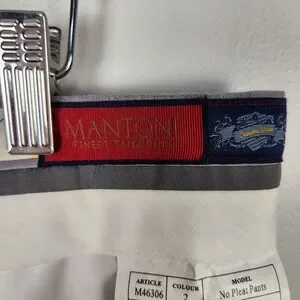 MANTONI
FINEST TAILORING
ARTICLE
COLOUR
MODEL
M46306
2
No Pleat Pants